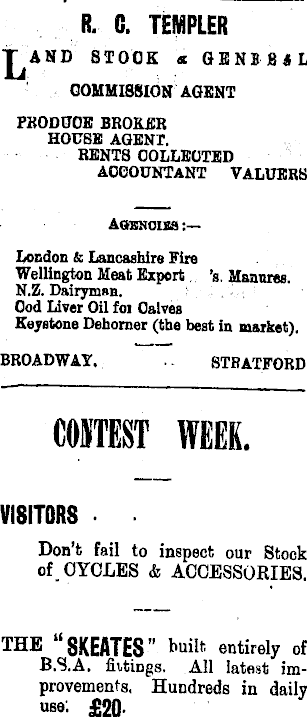 R. C. TEMPLER
LAND STOCK & GENERAL
COMMISSION AGENT
PRODUCE BROKER
HOUSE AGENT.
RENTS COLLECTED
ACCOUNTANT VALUERS
AGENCIES:—
London & Lancashire Fire
Wellington Meat Export 's. Manures.
N.Z. Dairyman.
Cod Liver Oil for Calves
Keystone Dehorner (the best in market).
BROADWAY. STRATFORD
CONTEST WEEK.
VISITORS
Don't fail to inspect our Stock
of CYCLES & ACCESSORIES.
THE "SKEATES" built entirely of
B.S.A. fittings. All latest im-
provements. Hundreds in daily
use. £20.